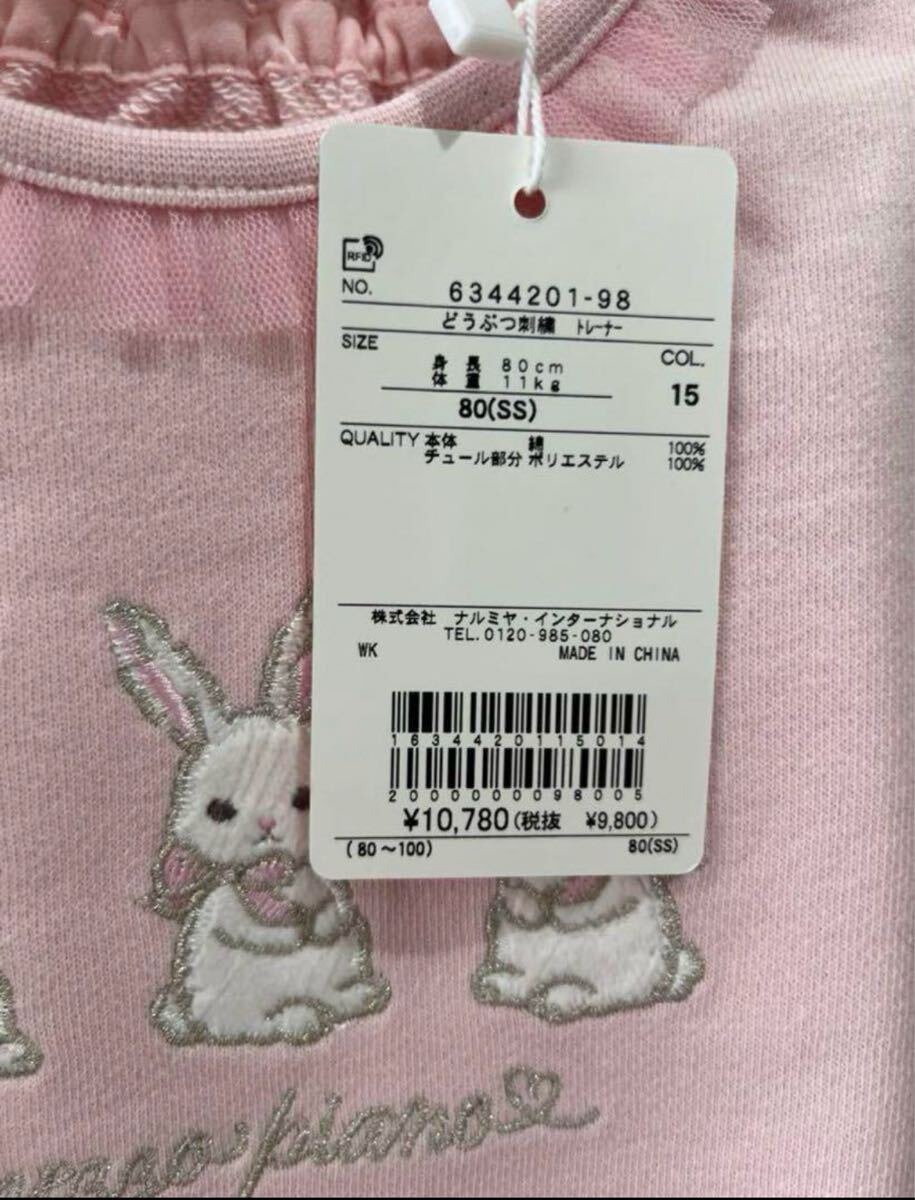 RFID
NO. 6344201-98
どうぶつ刺繍 トレーナー
SIZE
身長 80cm
体重 11kg
80(SS)
COL.
15
QUALITY 本体 綿 100%
チュール部分 ポリエステル 100%
株式会社 ナルミヤ・インターナショナル
TEL.0120-985-080
WK MADE IN CHINA
1634420115014
2000000098005
¥10,780(税抜 ¥9,800)
(80～100) 80(SS)
piano